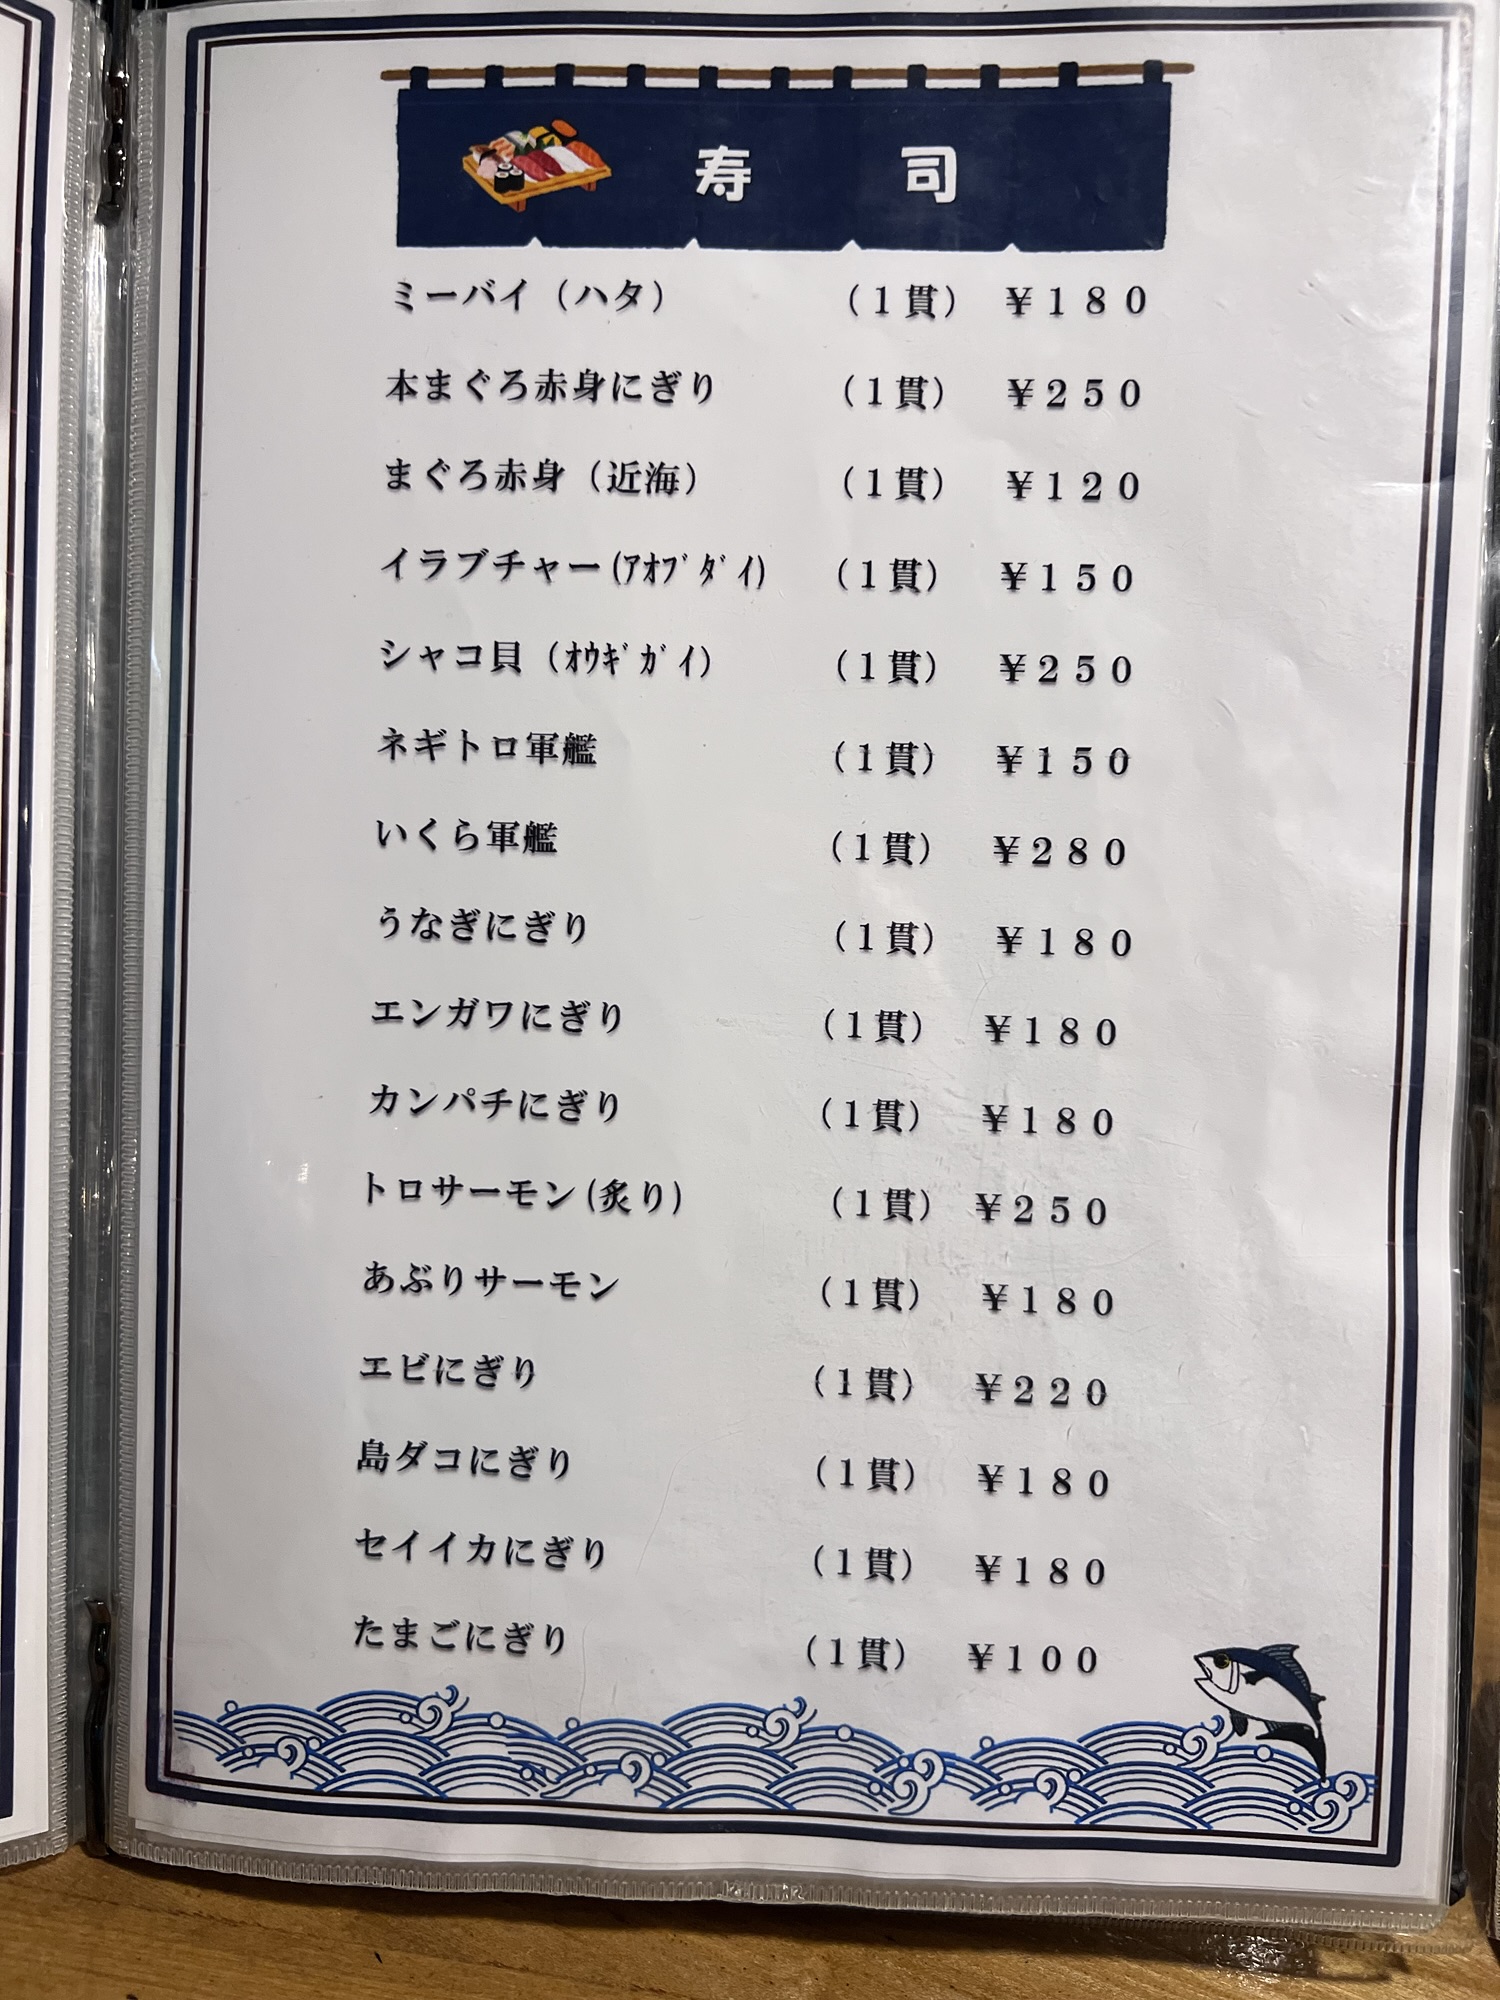 寿司
ミーバイ（ハタ）　（１貫）　￥１８０
本まぐろ赤身にぎり　（１貫）　￥２５０
まぐろ赤身（近海）　（１貫）　￥１２０
イラブチャー(ｱｵﾌﾞﾀﾞｲ)　（１貫）　￥１５０
シャコ貝（ｵｳｷﾞｶﾞｲ）　（１貫）　￥２５０
ネギトロ軍艦　（１貫）　￥１５０
いくら軍艦　（１貫）　￥２８０
うなぎにぎり　（１貫）　￥１８０
エンガワにぎり　（１貫）　￥１８０
カンパチにぎり　（１貫）　￥１８０
トロサーモン(炙り)　（１貫）　￥２５０
あぶりサーモン　（１貫）　￥１８０
エビにぎり　（１貫）　￥２２０
島ダコにぎり　（１貫）　￥１８０
セイイカにぎり　（１貫）　￥１８０
たまごにぎり　（１貫）　￥１００